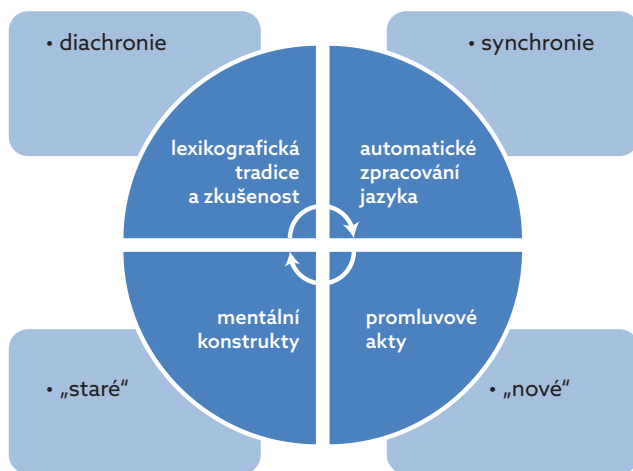 • diachronie
• synchronie
lexikografická
tradice
a zkušenost
automatické
zpracování
jazyka
mentální
konstrukty
promluvové
akty
• „staré“
• „nové“